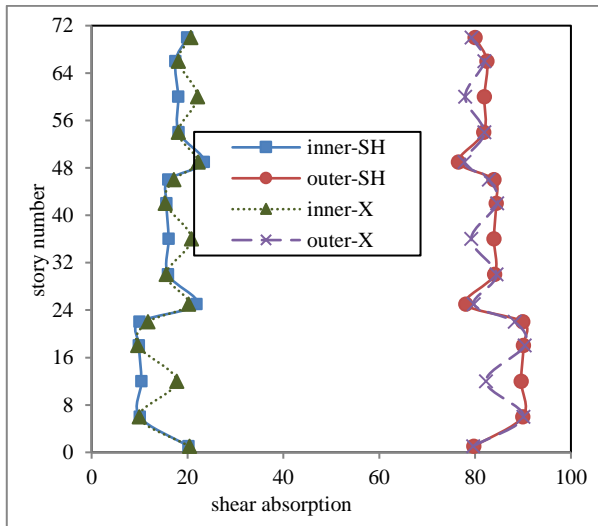 72
64
56
48
40
32
24
16
8
0
story number
inner-SH
outer-SH
inner-X
outer-X
0
20
40
60
80
100
shear absorption